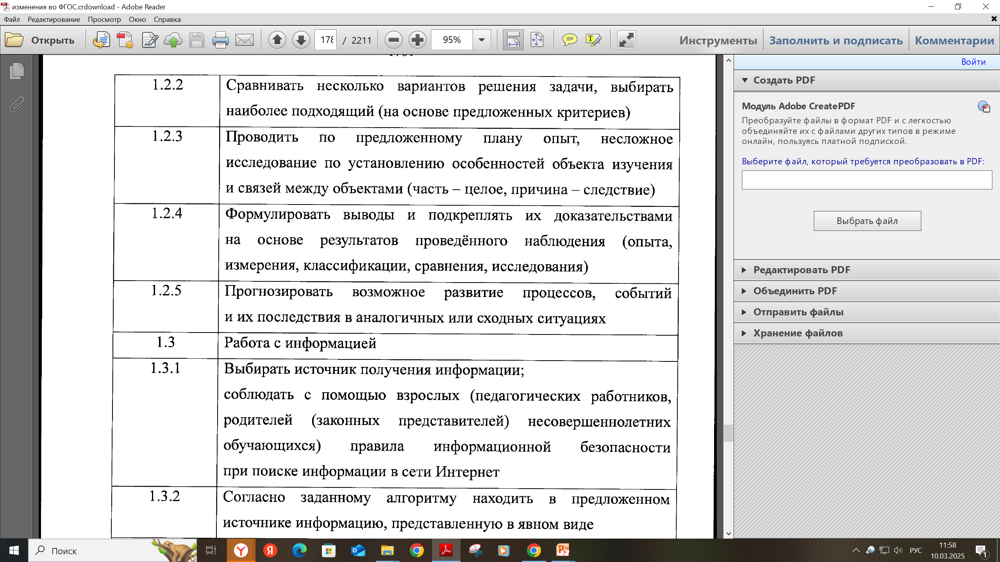 изменения во ФГОС.crdownload - Adobe Reader
Файл Редактирование Просмотр Окно Справка
Открыть
178 / 2211
95%
Инструменты Заполнить и подписать Комментарии
1.2.2 Сравнивать несколько вариантов решения задачи, выбирать
наиболее подходящий (на основе предложенных критериев)
1.2.3 Проводить по предложенному плану опыт, несложное
исследование по установлению особенностей объекта изучения
и связей между объектами (часть – целое, причина – следствие)
1.2.4 Формулировать выводы и подкреплять их доказательствами
на основе результатов проведённого наблюдения (опыта,
измерения, классификации, сравнения, исследования)
1.2.5 Прогнозировать возможное развитие процессов, событий
и их последствия в аналогичных или сходных ситуациях
1.3 Работа с информацией
1.3.1 Выбирать источник получения информации;
соблюдать с помощью взрослых (педагогических работников,
родителей (законных представителей) несовершеннолетних
обучающихся) правила информационной безопасности
при поиске информации в сети Интернет
1.3.2 Согласно заданному алгоритму находить в предложенном
источнике информацию, представленную в явном виде
Войти
Создать PDF
Модуль Adobe CreatePDF
Преобразуйте файлы в формат PDF и с легкостью
объединяйте их с файлами других типов в режиме
онлайн, пользуясь платной подпиской.
Выберите файл, который требуется преобразовать в PDF:
Выбрать файл
Редактировать PDF
Объединить PDF
Отправить файлы
Хранение файлов
Поиск
РУС
11:58
10.03.2025
1